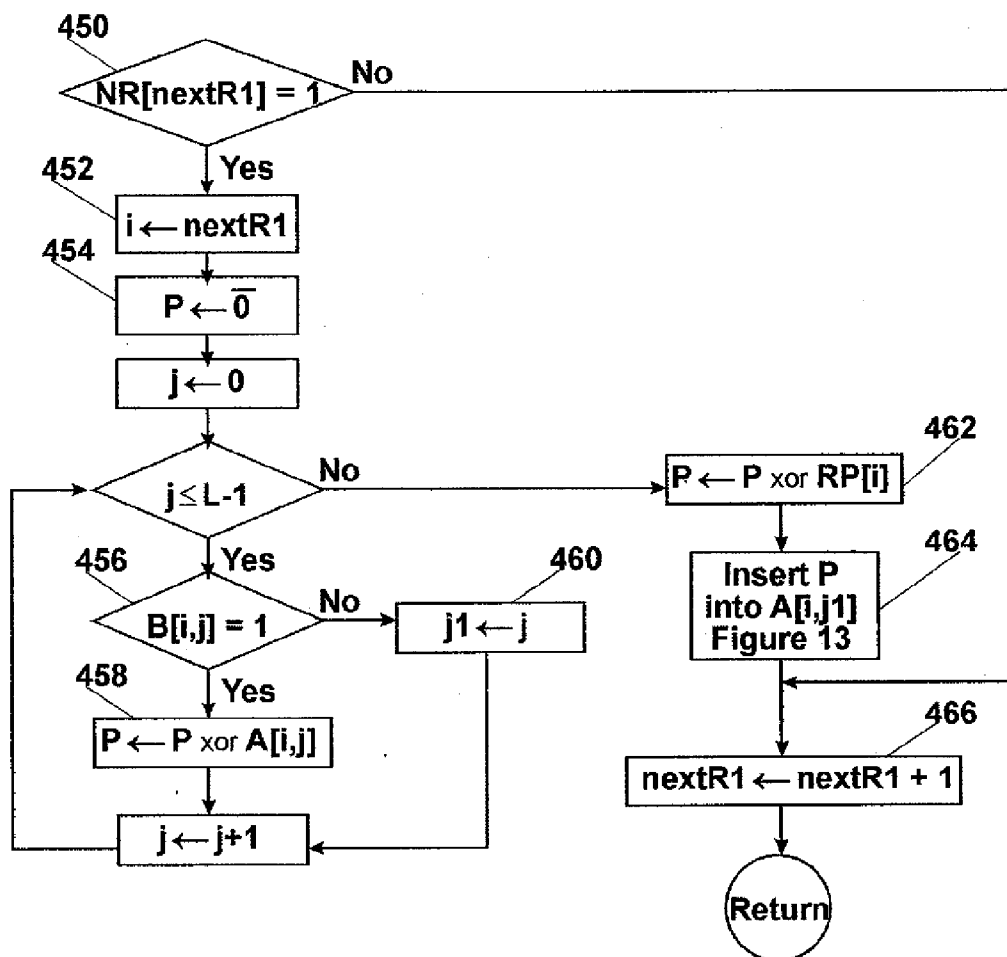 450
NR[nextR1] = 1
No
Yes
452
i ← nextR1
454
P ← 0̅
j ← 0
j ≤ L-1
No
Yes
462
P ← P xor RP[i]
464
Insert P
into A[i,j1]
Figure 13
456
B[i,j] = 1
No
Yes
460
j1 ← j
458
P ← P xor A[i,j]
j ← j+1
466
nextR1 ← nextR1 + 1
Return